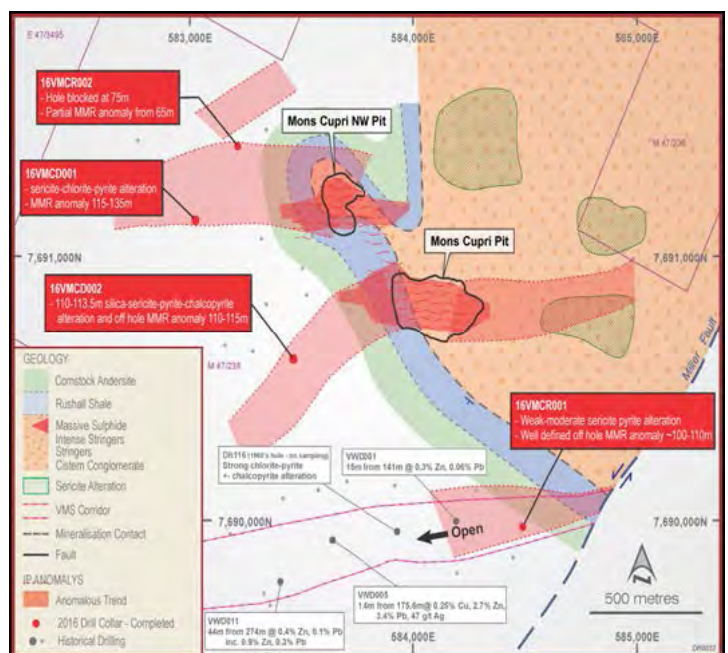 E 47/3495
583,000E
584,000E
585,000E
16VMCR002
- Hole blocked at 75m
- Partial MMR anomaly from 65m
Mons Cupri NW Pit
M 47/236
16VMCD001
- sericite-chlorite-pyrite alteration
- MMR anomaly 115-135m
7,691,000N
7,691,000N
Mons Cupri Pit
16VMCD002
- 110-113.5m silica-sericite-pyrite-chalcopyrite
alteration and off hole MMR anomaly 110-115m
M 47/238
Miller Fault
GEOLOGY
Comstock Andersite
Rushall Shale
Massive Sulphide
Intense Stringers
Stringers
Cistern Conglomerate
Sericite Alteration
VMS Corridor
Mineralisation Contact
Fault
IP ANOMALY
Anomalous Trend
2016 Drill Collar - Completed
Historical Drilling
16VMCR001
- Weak-moderate sericite pyrite alteration
- Well defined off hole MMR anomaly ~100-110m
DR116 (1960's hole - no sampling)
Strong chlorite-pyrite
+- chalcopyrite alteration
VWD001
15m from 141m @ 0.3% Zn, 0.06% Pb
7,690,000N
7,690,000N
Open
VWD005
1.6m from 175.6m@ 0.25% Cu, 2.7% Zn,
3.4% Pb, 47 g/t Ag
VWD011
44m from 274m @ 0.4% Zn, 0.1% Pb
inc. 0.9% Zn, 0.3% Pb
N
500 metres
584,000E
585,000E